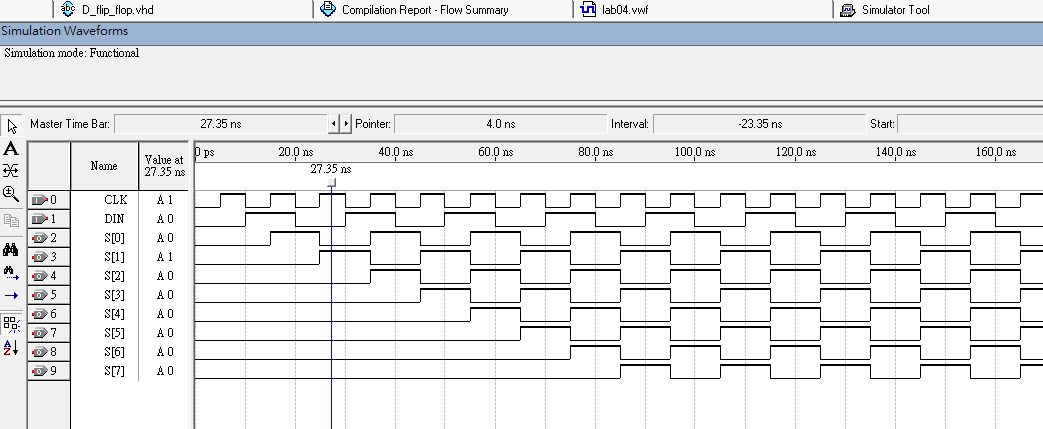 D_flip_flop.vhd Compilation Report - Flow Summary lab04.vwf Simulator Tool
Simulation Waveforms
Simulation mode: Functional
Master Time Bar: 27.35 ns Pointer: 4.0 ns Interval: -23.35 ns Start:
Name Value at 27.35 ns
0 ps 20.0 ns 40.0 ns 60.0 ns 80.0 ns 100.0 ns 120.0 ns 140.0 ns 160.0 ns
27.35 ns
0 CLK A 1
1 DIN A 0
2 S[0] A 0
3 S[1] A 1
4 S[2] A 0
5 S[3] A 0
6 S[4] A 0
7 S[5] A 0
8 S[6] A 0
9 S[7] A 0